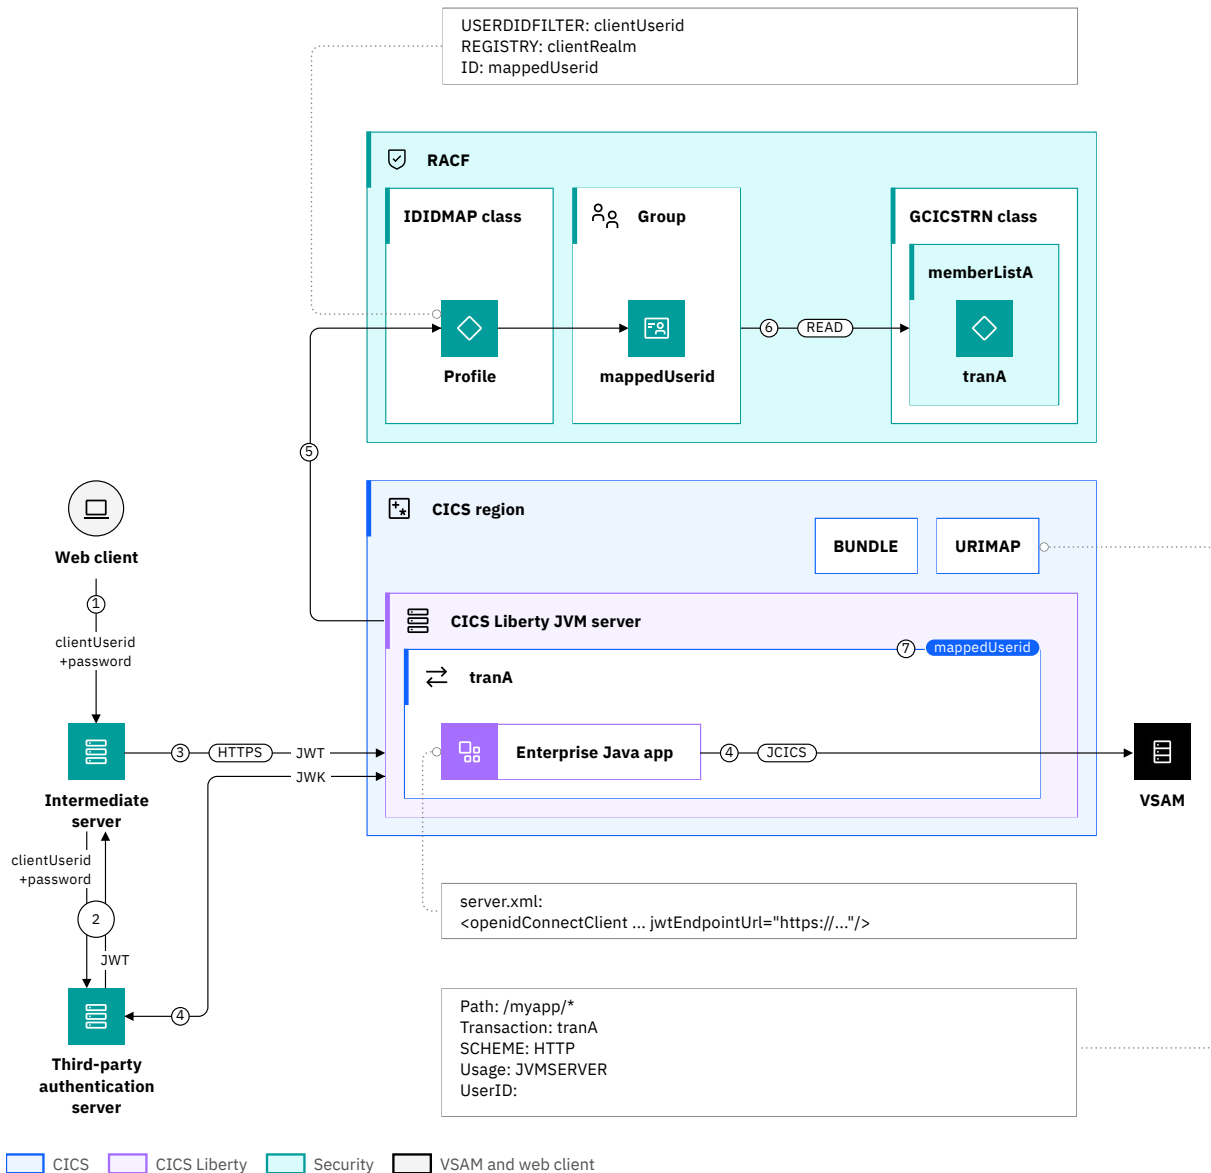 USERDIDFILTER: clientUserid
REGISTRY: clientRealm
ID: mappedUserid
RACF
IDIDMAP class
Group
GCICSTRN class
memberListA
6
READ
Profile
mappedUserid
tranA
5
CICS region
Web client
BUNDLE
URIMAP
1
CICS Liberty JVM server
clientUserid
+password
7
mappedUserid
tranA
3
HTTPS
JWT
JWK
Enterprise Java app
4
JCICS
Intermediate
server
VSAM
clientUserid
+password
server.xml:
<openidConnectClient ... jwtEndpointUrl="https://..."/>
2
JWT
4
Path: /myapp/*
Transaction: tranA
SCHEME: HTTP
Usage: JVMSERVER
UserID:
Third-party
authentication
server
CICS
CICS Liberty
Security
VSAM and web client